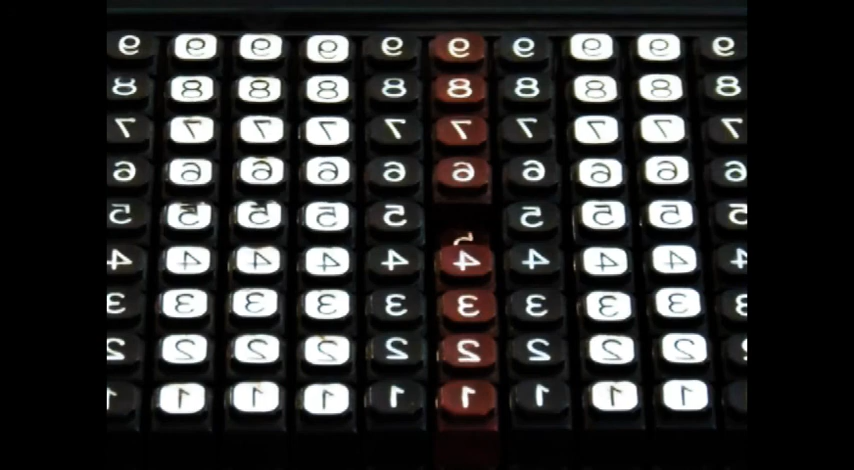 9 9 9 9 9 9 9 9 9 9
8 8 8 8 8 8 8 8 8 8
7 7 7 7 7 7 7 7 7 7
6 6 6 6 6 6 6 6 6 6
5 5 5 5 5 5 5 5 5
4 4 4 4 4 4 4 4 4 4
3 3 3 3 3 3 3 3 3 3
2 2 2 2 2 2 2 2 2 2
1 1 1 1 1 1 1 1 1